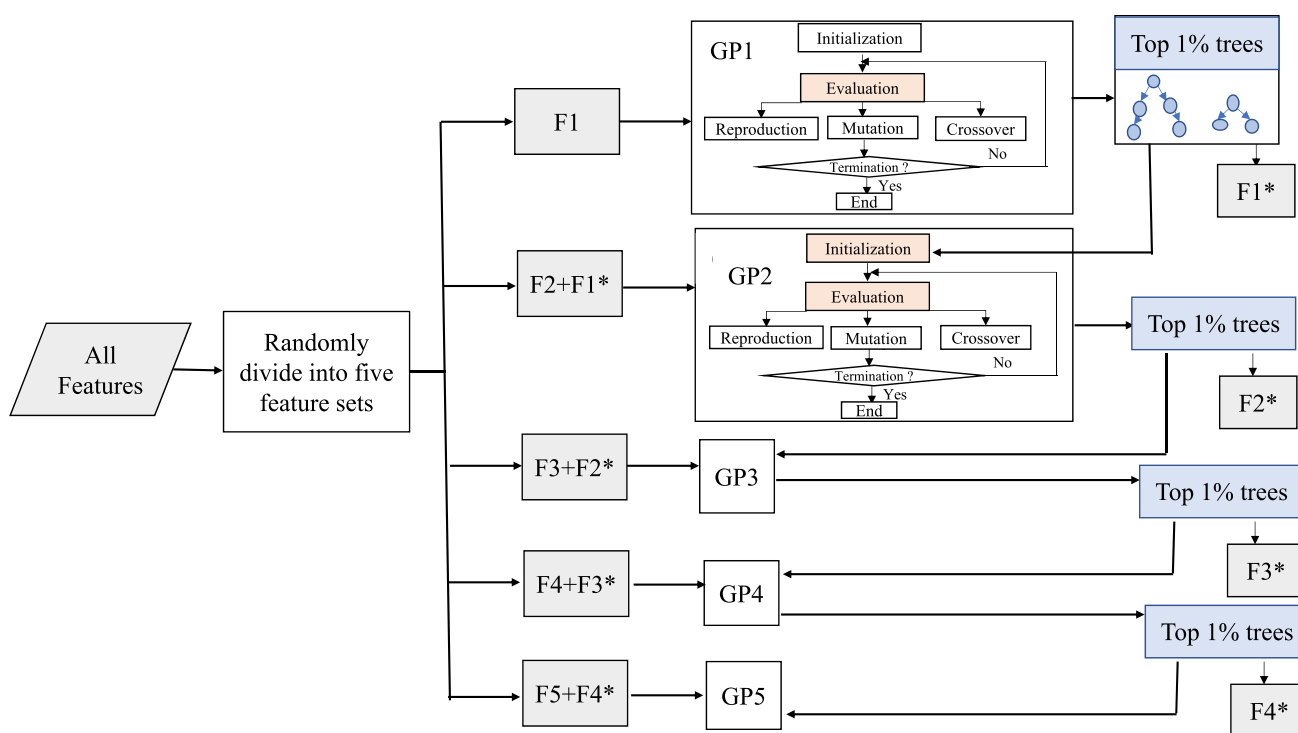 All
Features
Randomly
divide into five
feature sets
F1
GP1
Initialization
Evaluation
Reproduction
Mutation
Crossover
Termination ?
No
Yes
End
Top 1% trees
F1*
F2+F1*
GP2
Initialization
Evaluation
Reproduction
Mutation
Crossover
Termination ?
No
Yes
End
Top 1% trees
F2*
F3+F2*
GP3
Top 1% trees
F3*
F4+F3*
GP4
Top 1% trees
F4*
F5+F4*
GP5